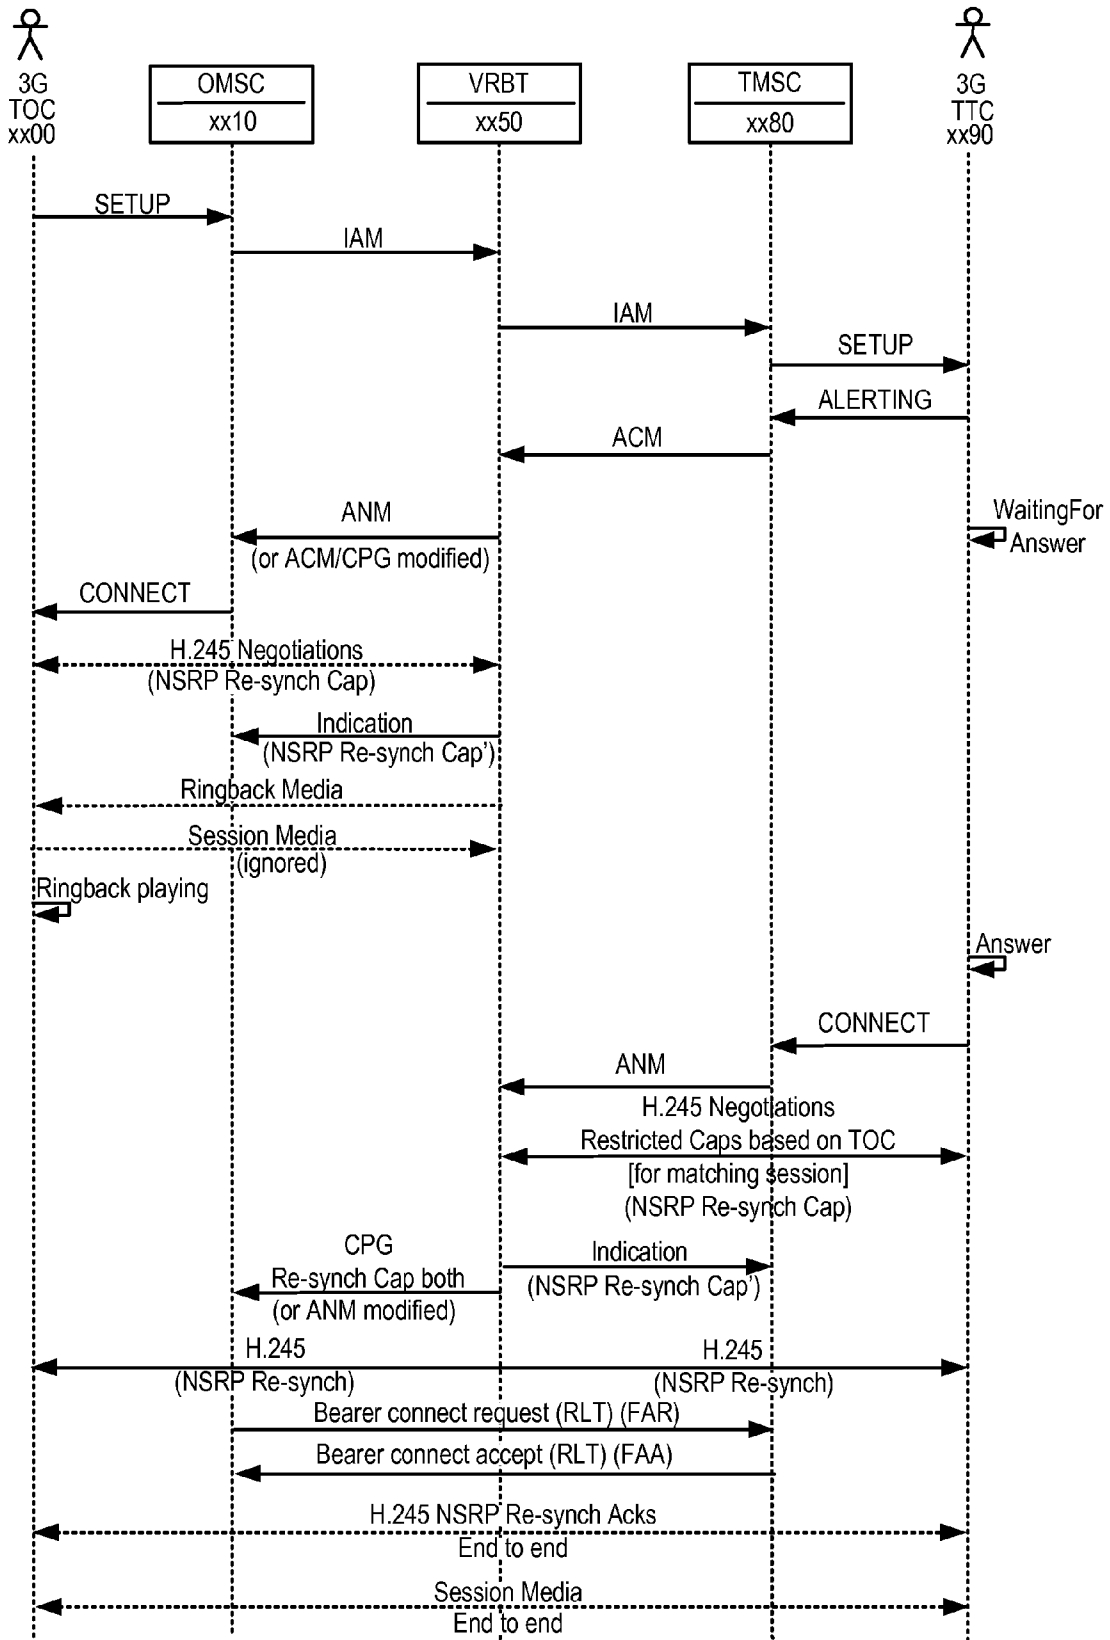 3G
TOC
xx00
OMSC
xx10
VRBT
xx50
TMSC
xx80
3G
TTC
xx90
SETUP
IAM
IAM
SETUP
ALERTING
ACM
WaitingFor
Answer
ANM
(or ACM/CPG modified)
CONNECT
H.245 Negotiations
(NSRP Re-synch Cap)
Indication
(NSRP Re-synch Cap')
Ringback Media
Session Media
(ignored)
Ringback playing
Answer
CONNECT
ANM
H.245 Negotiations
Restricted Caps based on TOC
[for matching session]
(NSRP Re-synch Cap)
CPG
Re-synch Cap both
(or ANM modified)
Indication
(NSRP Re-synch Cap')
H.245
(NSRP Re-synch)
H.245
(NSRP Re-synch)
Bearer connect request (RLT) (FAR)
Bearer connect accept (RLT) (FAA)
H.245 NSRP Re-synch Acks
End to end
Session Media
End to end